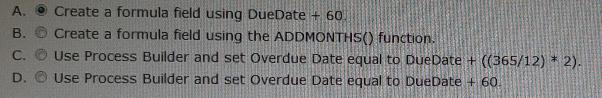 A. Create a formula field using DueDate + 60.
B. Create a formula field using the ADDMONTHS() function.
C. Use Process Builder and set Overdue Date equal to DueDate + ((365/12) * 2).
D. Use Process Builder and set Overdue Date equal to DueDate + 60.